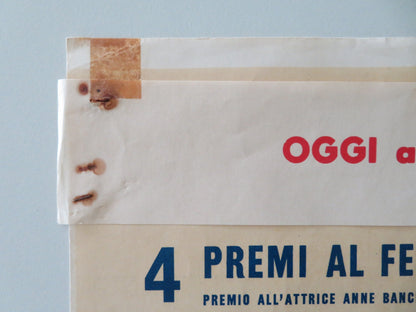 OGGI a
4 PREMI AL FE
PREMIO ALL'ATTRICE ANNE BANC